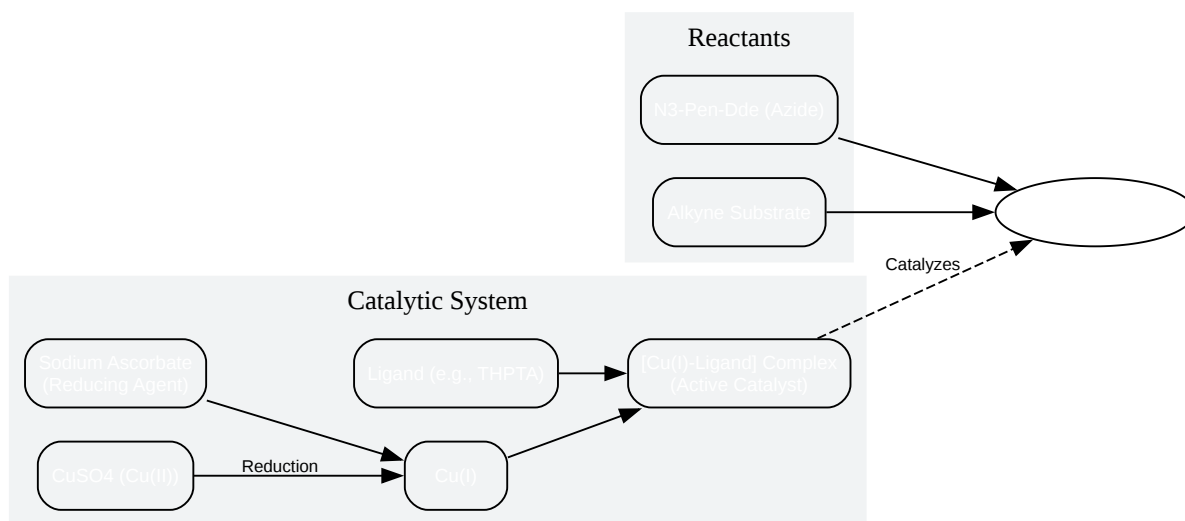 Reactants
N3-Pen-Dde (Azide)
Alkyne Substrate
Catalyzes
Catalytic System
Sodium Ascorbate
(Reducing Agent)
Ligand (e.g., THPTA)
[Cu(I)-Ligand] Complex
(Active Catalyst)
CuSO4 (Cu(II))
Reduction
Cu(I)